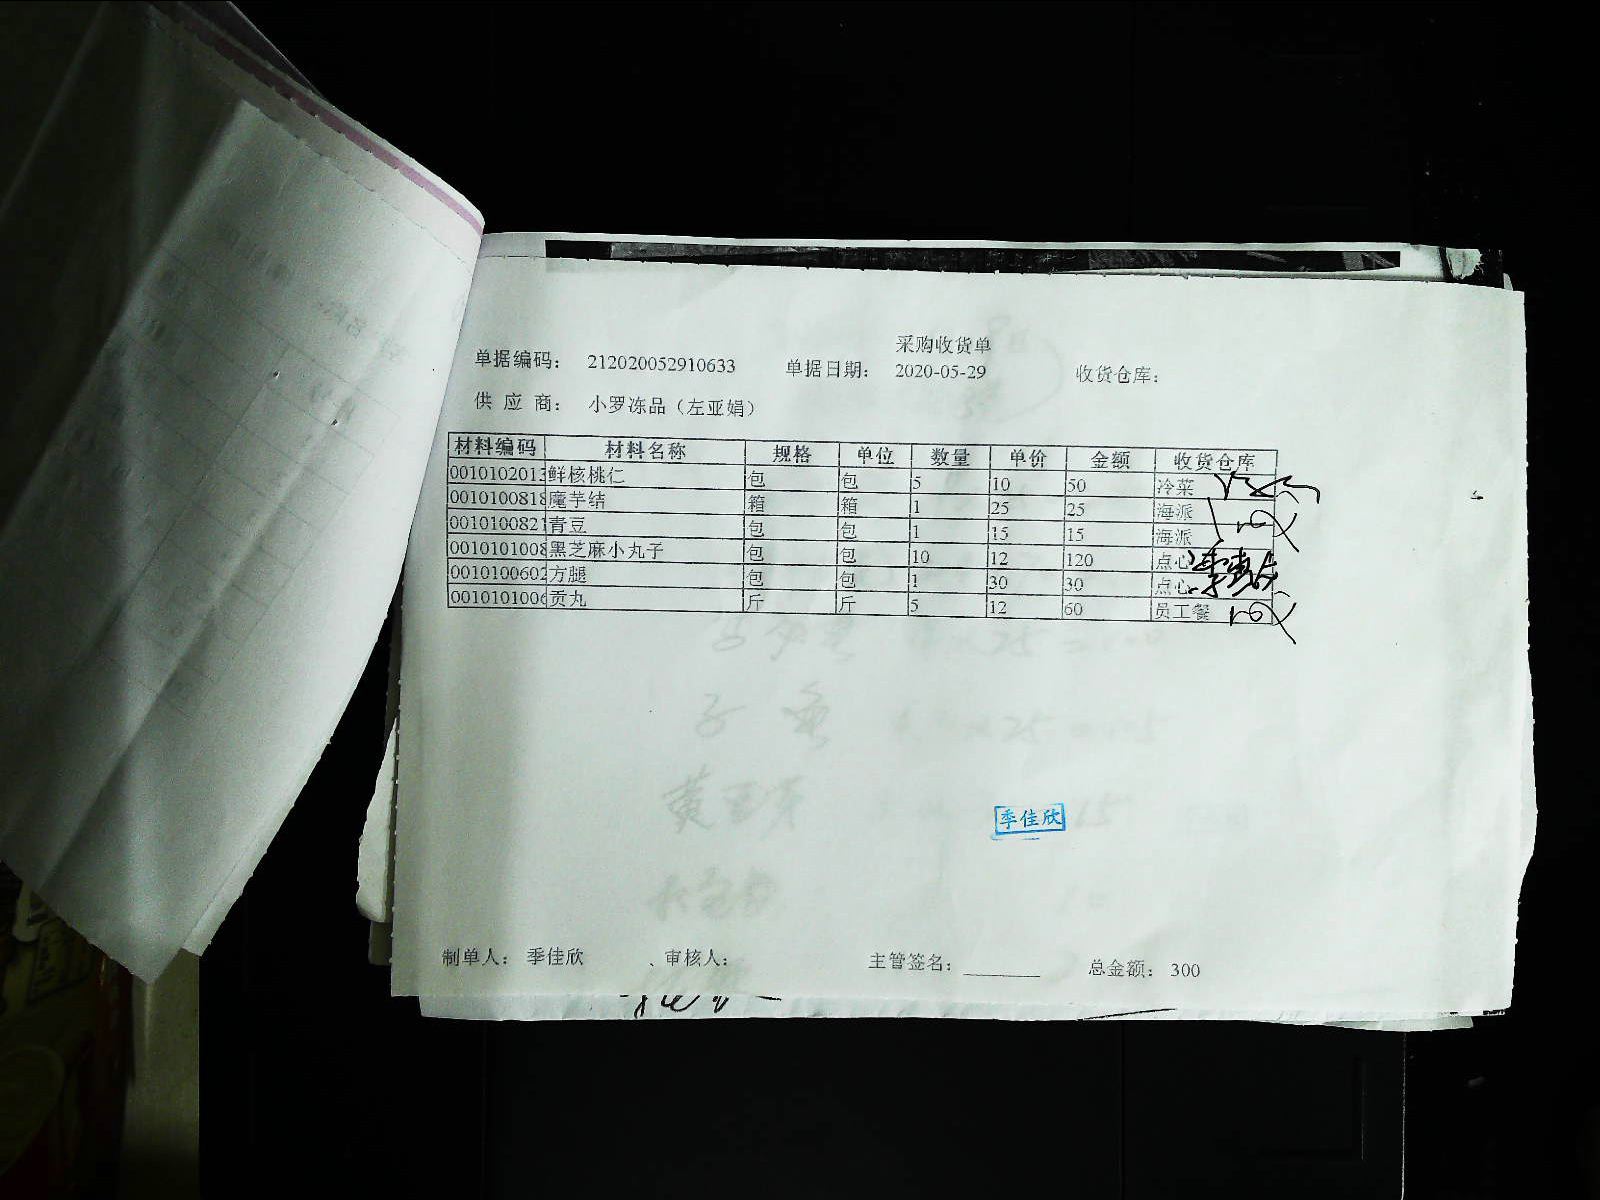 采购收货单
单据编码： 212020052910633 单据日期： 2020-05-29 收货仓库：
供 应 商： 小罗冻品（左亚娟）
材料编码 材料名称 规格 单位 数量 单价 金额 收货仓库
0010102013 鲜核桃仁 包 包 5 10 50 冷菜
0010100818 魔芋结 箱 箱 1 25 25 海派
0010100821 青豆 包 包 1 15 15 海派
0010101008 黑芝麻小丸子 包 包 10 12 120 点心
0010100602 方腿 包 包 1 30 30 点心
0010101006 贡丸 斤 斤 5 12 60 员工餐
季佳欣
制单人： 季佳欣 、审核人： 主管签名： 总金额： 300